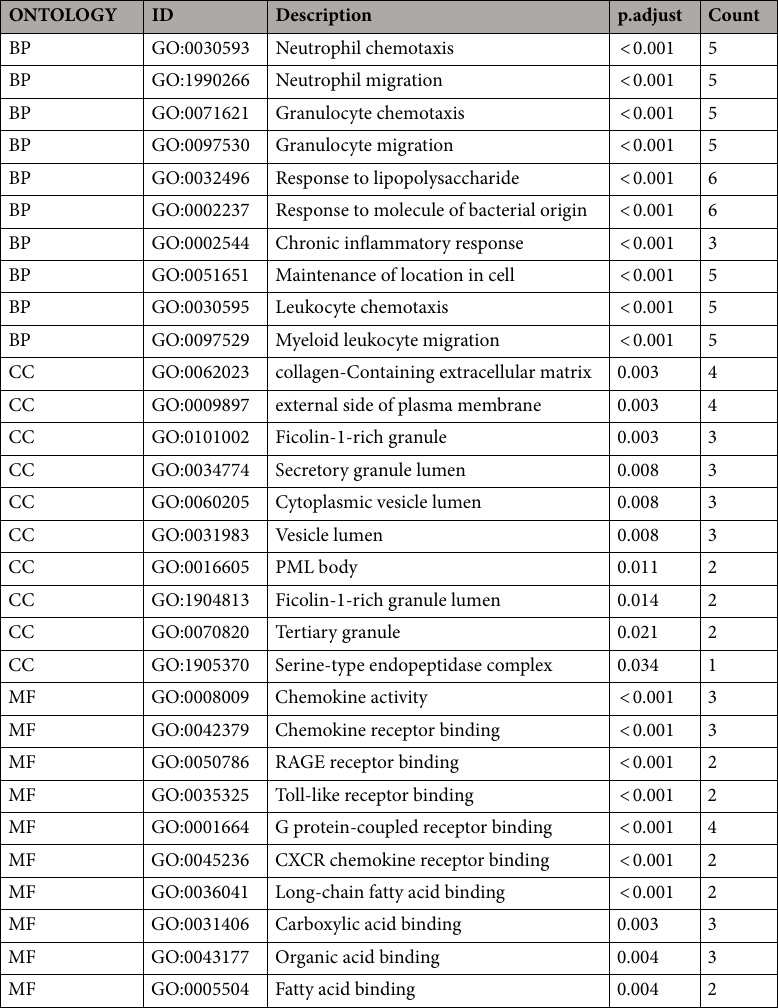 ONTOLOGY ID Description p.adjust Count
BP GO:0030593 Neutrophil chemotaxis <0.001 5
BP GO:1990266 Neutrophil migration <0.001 5
BP GO:0071621 Granulocyte chemotaxis <0.001 5
BP GO:0097530 Granulocyte migration <0.001 5
BP GO:0032496 Response to lipopolysaccharide <0.001 6
BP GO:0002237 Response to molecule of bacterial origin <0.001 6
BP GO:0002544 Chronic inflammatory response <0.001 3
BP GO:0051651 Maintenance of location in cell <0.001 5
BP GO:0030595 Leukocyte chemotaxis <0.001 5
BP GO:0097529 Myeloid leukocyte migration <0.001 5
CC GO:0062023 collagen-Containing extracellular matrix 0.003 4
CC GO:0009897 external side of plasma membrane 0.003 4
CC GO:0101002 Ficolin-1-rich granule 0.003 3
CC GO:0034774 Secretory granule lumen 0.008 3
CC GO:0060205 Cytoplasmic vesicle lumen 0.008 3
CC GO:0031983 Vesicle lumen 0.008 3
CC GO:0016605 PML body 0.011 2
CC GO:1904813 Ficolin-1-rich granule lumen 0.014 2
CC GO:0070820 Tertiary granule 0.021 2
CC GO:1905370 Serine-type endopeptidase complex 0.034 1
MF GO:0008009 Chemokine activity <0.001 3
MF GO:0042379 Chemokine receptor binding <0.001 3
MF GO:0050786 RAGE receptor binding <0.001 2
MF GO:0035325 Toll-like receptor binding <0.001 2
MF GO:0001664 G protein-coupled receptor binding <0.001 4
MF GO:0045236 CXCR chemokine receptor binding <0.001 2
MF GO:0036041 Long-chain fatty acid binding <0.001 2
MF GO:0031406 Carboxylic acid binding 0.003 3
MF GO:0043177 Organic acid binding 0.004 3
MF GO:0005504 Fatty acid binding 0.004 2